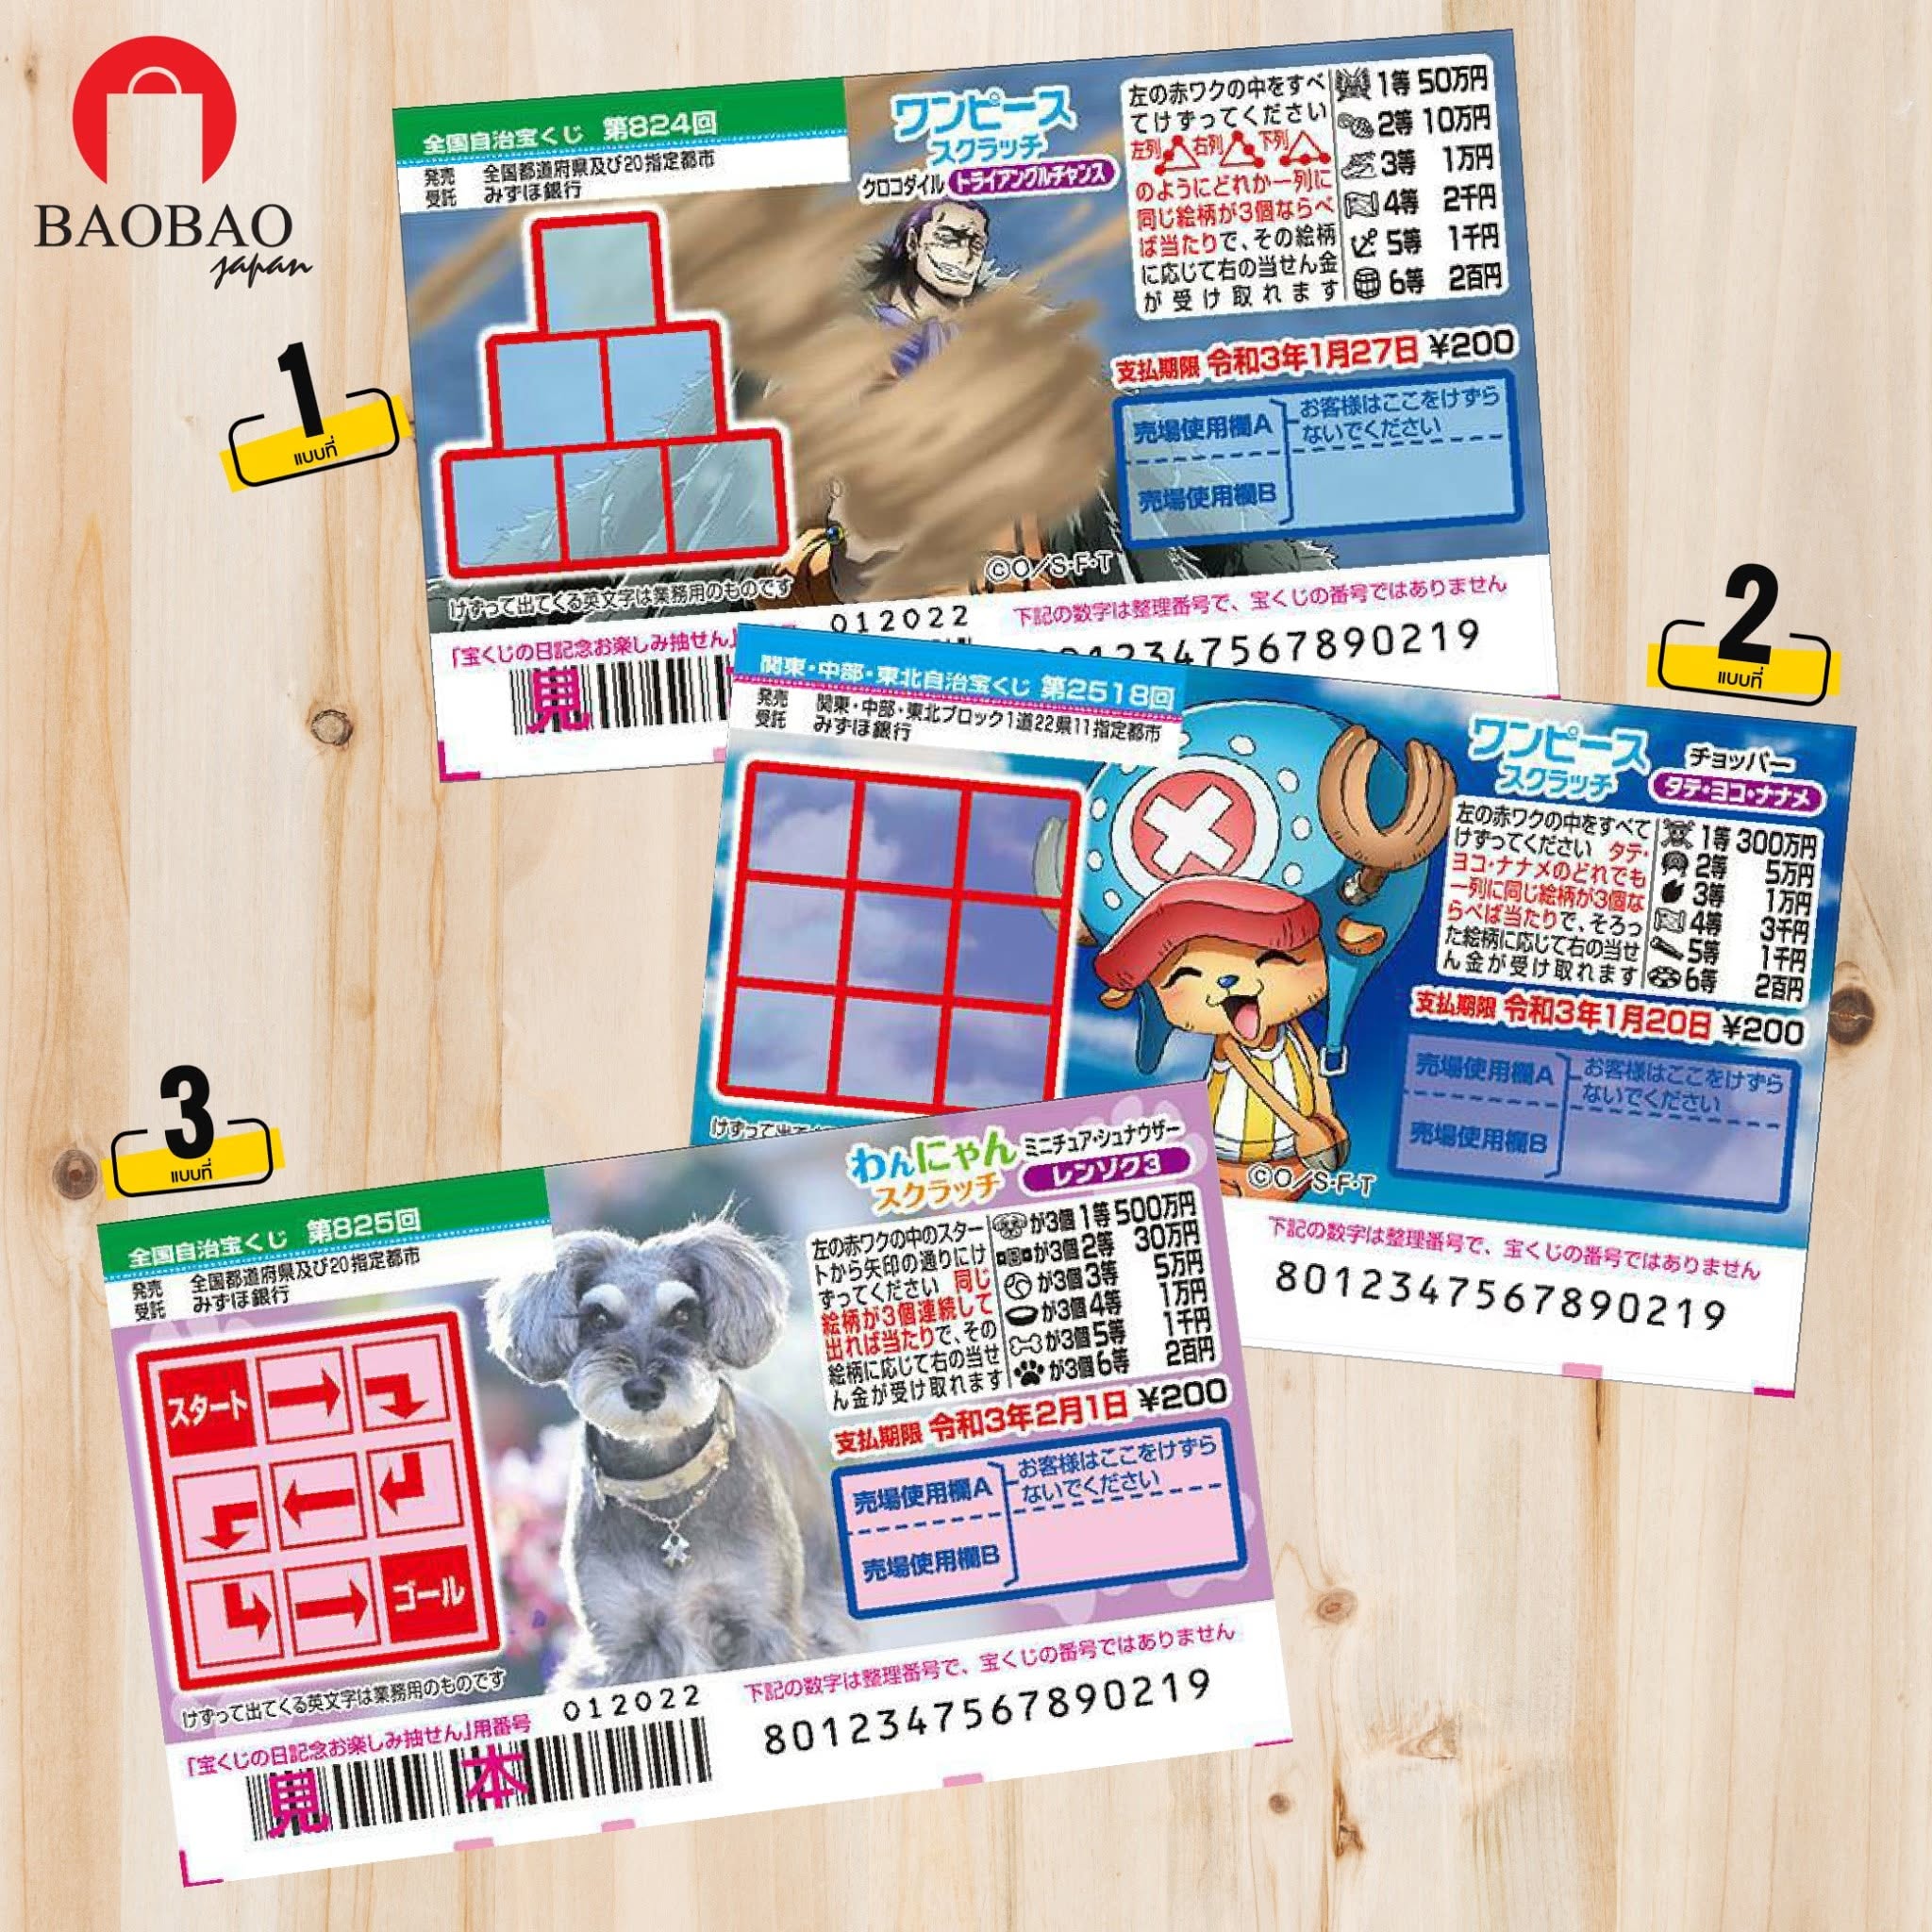 BAOBAO
japan
1
แบบที่
全国自治宝くじ 第824回
発売 全国都道府県及び20指定都市
受託 みずほ銀行
ワンピース
スクラッチ
クロコダイル トライアングルチャンス
左の赤ワクの中をすべ
てけずってください
左列 右列 下列
のようにどれか一列に
同じ絵柄が3個ならべ
ば当たりで、その絵柄
に応じて右の当せん金
が受け取れます
1等 50万円
2等 10万円
3等 1万円
4等 2千円
5等 1千円
6等 2百円
支払期限 令和3年1月27日 ¥200
売場使用欄A
お客様はここをけずら
ないでください
売場使用欄B
©O/S・F・T
けずって出てくる英文字は業務用のものです
「宝くじの日記念お楽しみ抽せん」
012022
下記の数字は整理番号で、宝くじの番号ではありません
347567890219
見
2
แบบที่
関東・中部・東北自治宝くじ 第2518回
発売 関東・中部・東北ブロック1道22県11指定都市
受託 みずほ銀行
ワンピース
スクラッチ
チョッパー
タテ・ヨコ・ナナメ
左の赤ワクの中をすべて
けずってください タテ・
ヨコ・ナナメのどれでも
一列に同じ絵柄が3個な
らべば当たりで、そろっ
た絵柄に応じて右の当せ
ん金が受け取れます
1等 300万円
2等 5万円
3等 1万円
4等 3千円
5等 1千円
6等 2百円
支払期限 令和3年1月20日 ¥200
売場使用欄A
お客様はここをけずら
ないでください
売場使用欄B
©O/S・F・T
けずって出て
下記の数字は整理番号で、宝くじの番号ではありません
8012347567890219
3
แบบที่
全国自治宝くじ 第825回
発売 全国都道府県及び20指定都市
受託 みずほ銀行
わんにゃん
スクラッチ
ミニチュア・シュナウザー
レンゾク3
左の赤ワクの中のスター
トから矢印の通りにけ
ずってください 同じ
絵柄が3個連続して
出れば当たりで、その
絵柄に応じて右の当せ
ん金が受け取れます
が3個 1等 500万円
が3個 2等 30万円
が3個 3等 5万円
が3個 4等 1万円
が3個 5等 1千円
が3個 6等 2百円
支払期限 令和3年2月1日 ¥200
売場使用欄A
お客様はここをけずら
ないでください
売場使用欄B
スタート
ゴール
けずって出てくる英文字は業務用のものです
「宝くじの日記念お楽しみ抽せん」用番号
012022
下記の数字は整理番号で、宝くじの番号ではありません
8012347567890219
見本